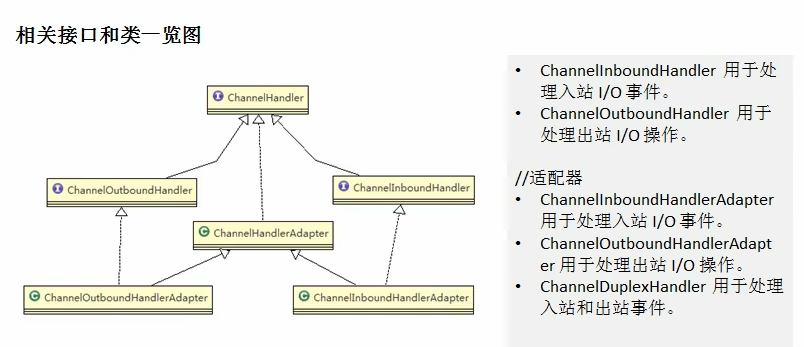 相关接口和类一览图
I ChannelHandler
I ChannelOutboundHandler
I ChannelInboundHandler
C ChannelHandlerAdapter
C ChannelOutboundHandlerAdapter
C ChannelInboundHandlerAdapter
• ChannelInboundHandler 用于处
理入站 I/O 事件。
• ChannelOutboundHandler 用于
处理出站 I/O 操作。
//适配器
• ChannelInboundHandlerAdapter
用于处理入站 I/O 事件。
• ChannelOutboundHandlerAdapt
er 用于处理出站 I/O 操作。
• ChannelDuplexHandler 用于处理
入站和出站事件。